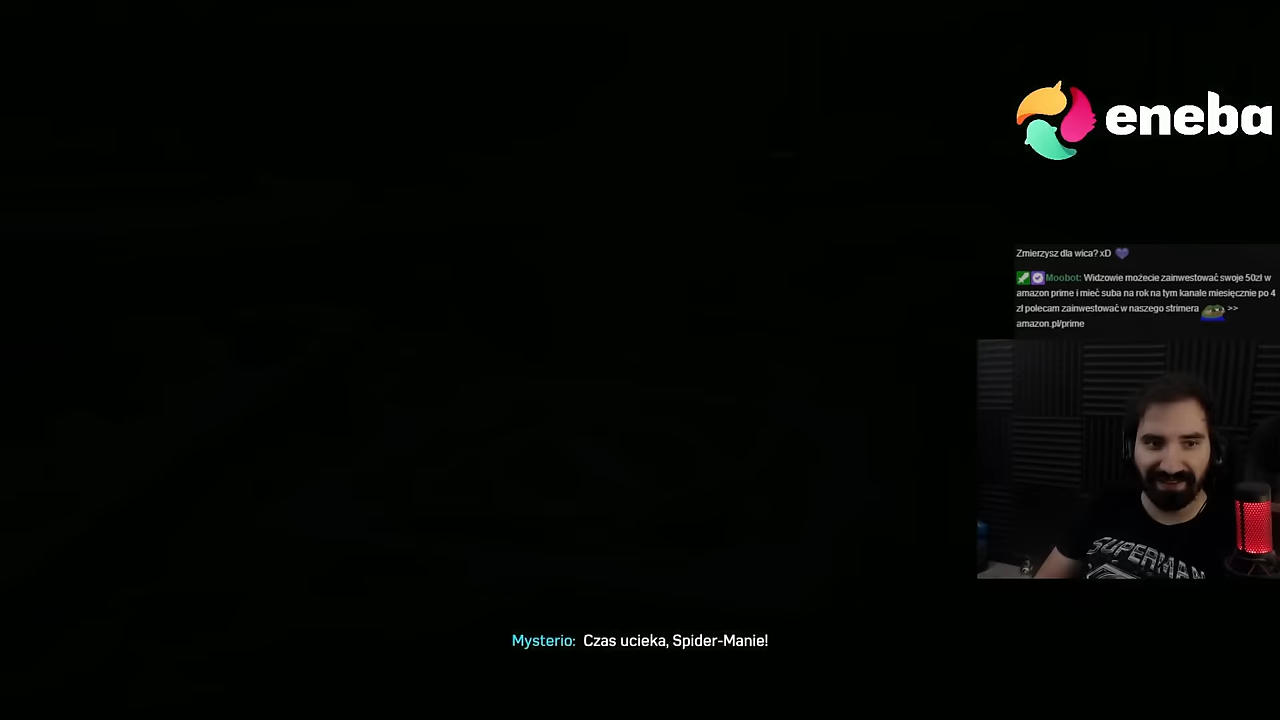 eneba
Zmierzysz dla wica? xD
Moobot: Widzowie możecie zainwestować swoje 50zł w
amazon prime i mieć suba na rok na tym kanale miesięcznie po 4
zł polecam zainwestować w naszego strimera >>
amazon.pl/prime
SUPERMAN
Mysterio: Czas ucieka, Spider-Manie!